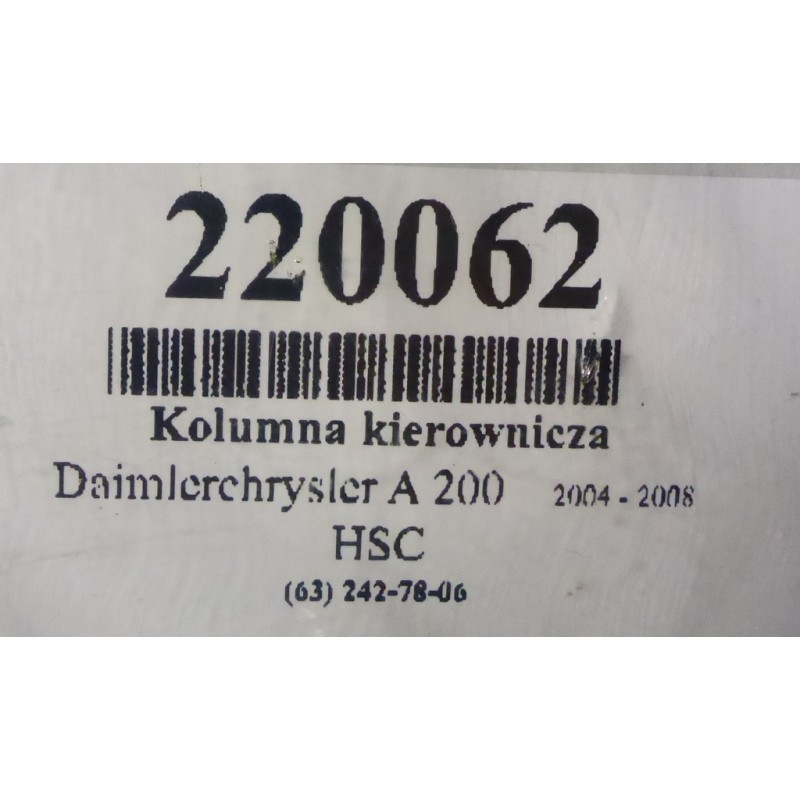 220062
Kolumna kierownicza
Daimlerchrysler A 200 2004 - 2008
HSC
(63) 242-78-06